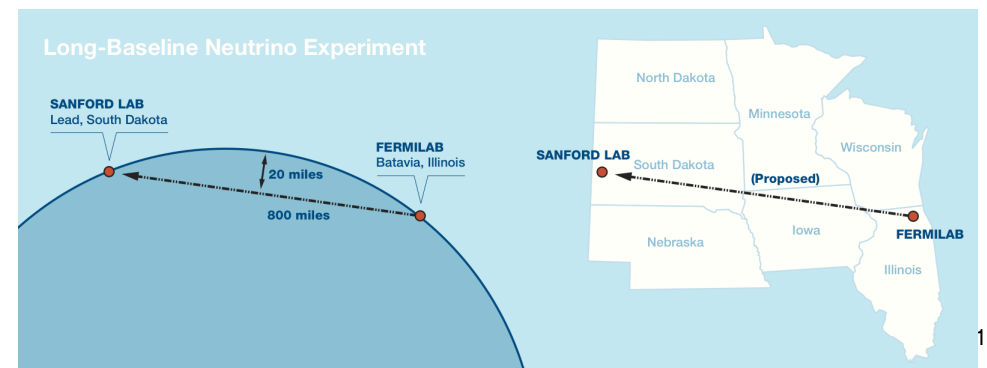 Long-Baseline Neutrino Experiment
SANFORD LAB
Lead, South Dakota
FERMILAB
Batavia, Illinois
20 miles
800 miles
North Dakota
Minnesota
Wisconsin
SANFORD LAB
South Dakota
(Proposed)
Iowa
FERMILAB
Nebraska
Illinois
1